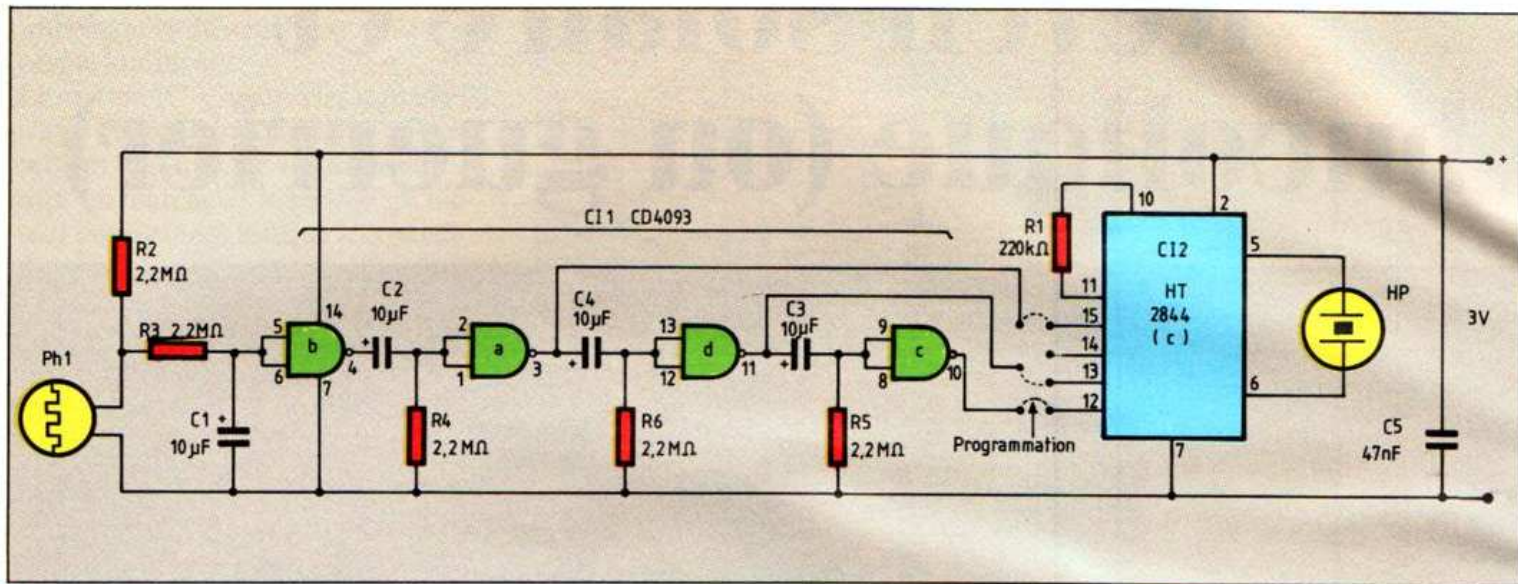 +
CI1 CD4093
R2
2,2MΩ
R3 2,2MΩ
Ph1
C1 +
10µF
5
6
14
b
4
7
C2
10µF
+
2
1
a
3
R4
2,2MΩ
C4
10µF
+
13
12
d
11
R6
2,2MΩ
C3
10µF
+
9
8
c
10
R5
2,2MΩ
Programmation
R1
220kΩ
10
2
11
15
14
13
12
CI2
HT
2844
(c)
5
6
7
HP
3V
C5
47nF